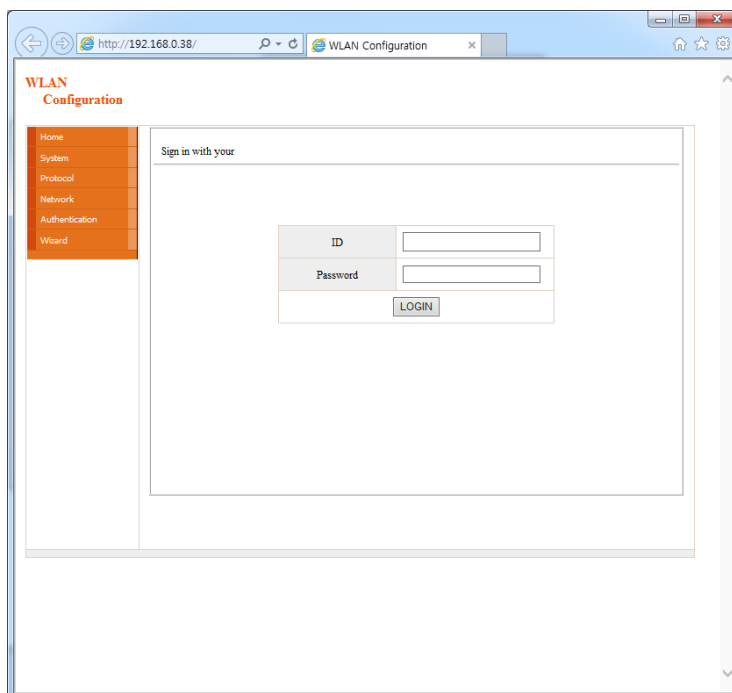 http://192.168.0.38/
WLAN Configuration
WLAN
Configuration
Home
System
Protocol
Network
Authentication
Wizard
Sign in with your
ID
Password
LOGIN